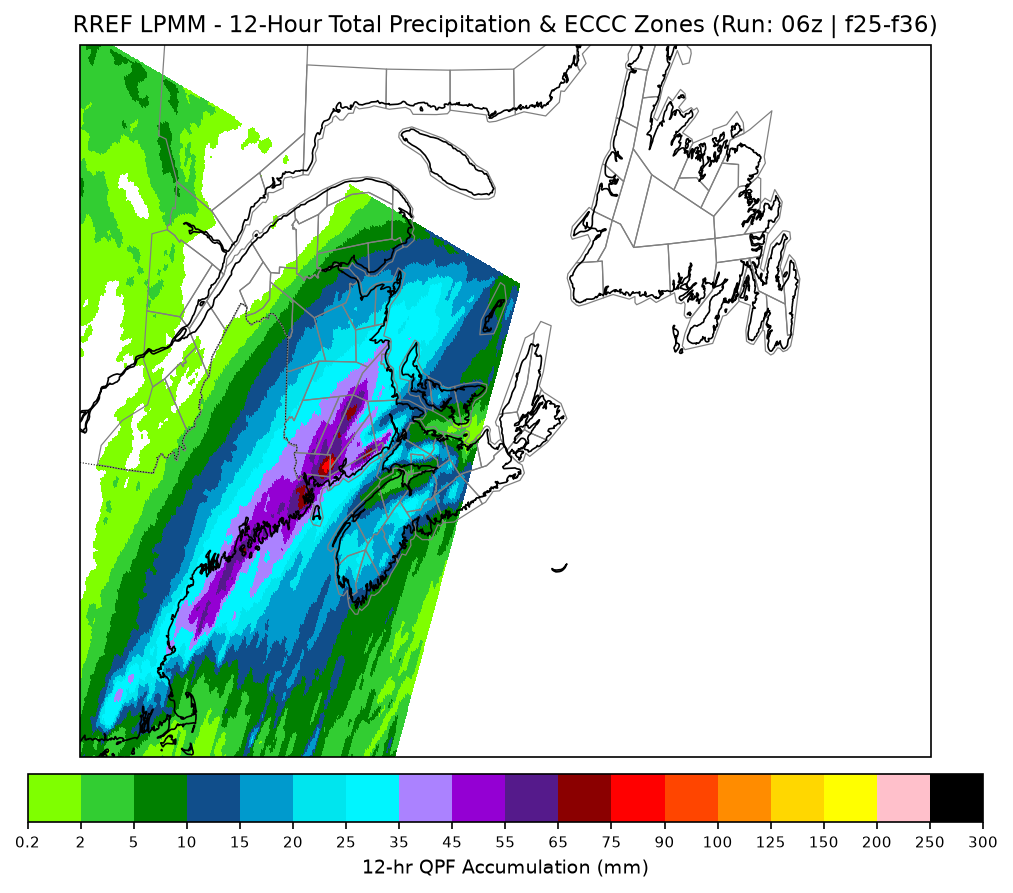 RREF LPMM - 12-Hour Total Precipitation & ECCC Zones (Run: 06z | f25-f36)
0.2 2 5 10 15 20 25 35 45 55 65 75 80 90 100 125 150 200 250 300
12-hr QPF Accumulation (mm)